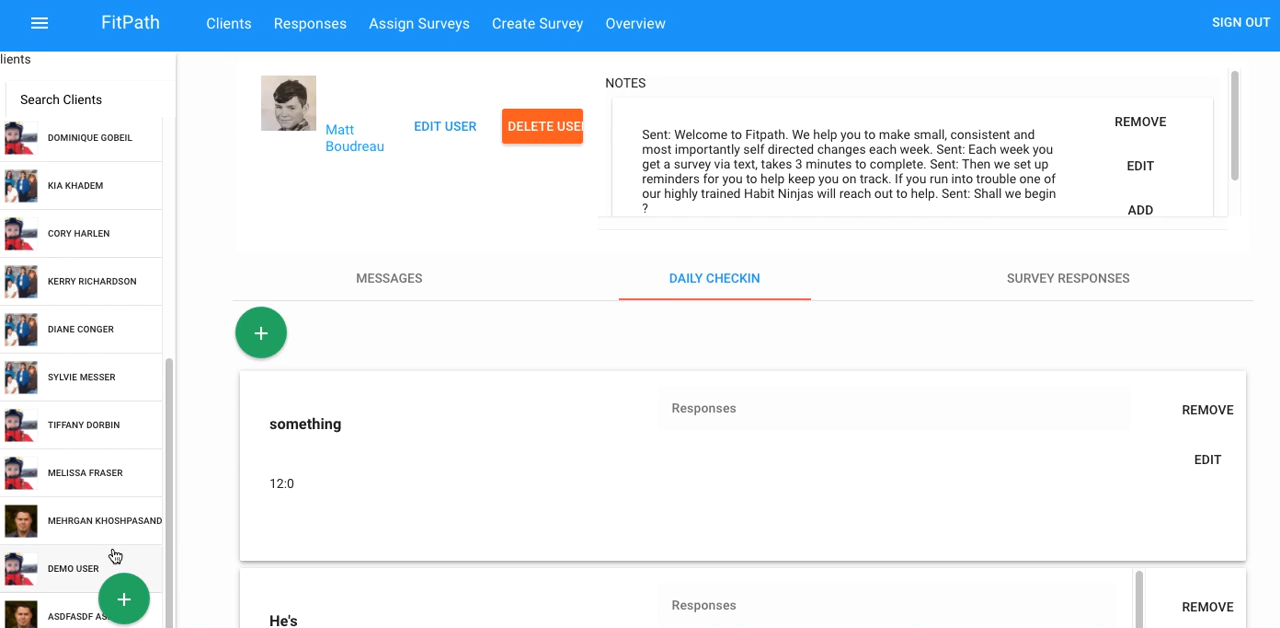 FitPath
Clients
Responses
Assign Surveys
Create Survey
Overview
SIGN OUT
lients
Search Clients
DOMINIQUE GOBEIL
KIA KHADEM
CORY HARLEN
KERRY RICHARDSON
DIANE CONGER
SYLVIE MESSER
TIFFANY DORBIN
MELISSA FRASER
MEHRGAN KHOSHPASAND
DEMO USER
ASDFASDF AS
Matt
Boudreau
EDIT USER
DELETE USE
NOTES
Sent: Welcome to Fitpath. We help you to make small, consistent and
most importantly self directed changes each week. Sent: Each week you
get a survey via text, takes 3 minutes to complete. Sent: Then we set up
reminders for you to help keep you on track. If you run into trouble one of
our highly trained Habit Ninjas will reach out to help. Sent: Shall we begin
?
REMOVE
EDIT
ADD
MESSAGES
DAILY CHECKIN
SURVEY RESPONSES
+
something
12:0
Responses
REMOVE
EDIT
He's
Responses
REMOVE
+